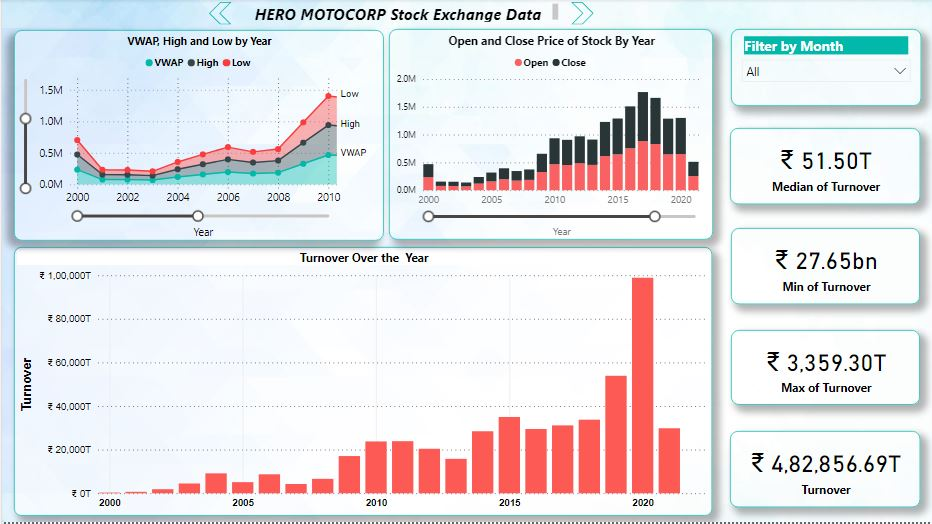 HERO MOTOCORP Stock Exchange Data
VWAP, High and Low by Year
VWAP High Low
1.5M
1.0M
0.5M
0.0M
Low
High
VWAP
2000 2002 2004 2006 2008 2010
Year
Open and Close Price of Stock By Year
Open Close
2.0M
1.5M
1.0M
0.5M
0.0M
2000 2005 2010 2015 2020
Year
Filter by Month
All
₹ 51.50T
Median of Turnover
₹ 27.65bn
Min of Turnover
₹ 3,359.30T
Max of Turnover
₹ 4,82,856.69T
Turnover
Turnover Over the Year
Turnover
₹ 1,00,000T
₹ 80,000T
₹ 60,000T
₹ 40,000T
₹ 20,000T
₹ 0T
2000 2005 2010 2015 2020